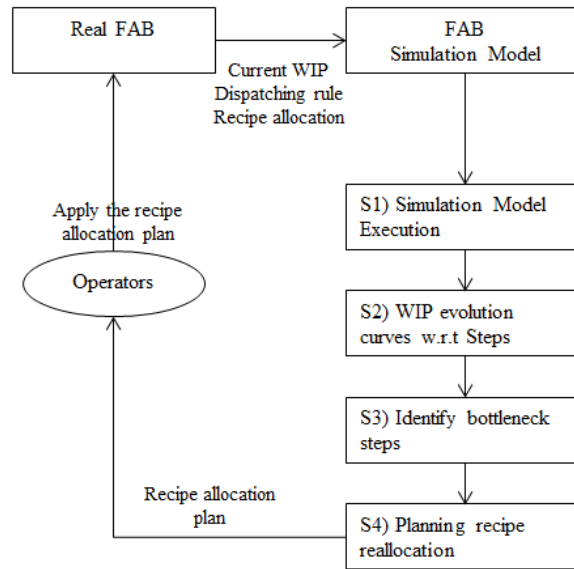 Real FAB
FAB
Simulation Model
Current WIP
Dispatching rule
Recipe allocation
S1) Simulation Model
Execution
Apply the recipe
allocation plan
Operators
S2) WIP evolution
curves w.r.t Steps
S3) Identify bottleneck
steps
Recipe allocation
plan
S4) Planning recipe
reallocation